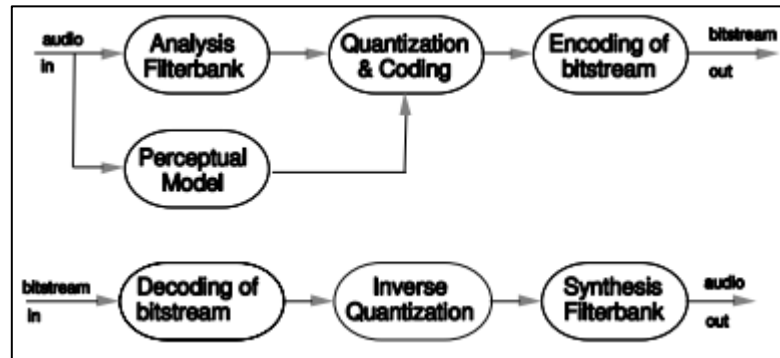 audio
in
Analysis
Filterbank
Quantization
& Coding
Encoding of
bitstream
bitstream
out
Perceptual
Model
bitstream
in
Decoding of
bitstream
Inverse
Quantization
Synthesis
Filterbank
audio
out